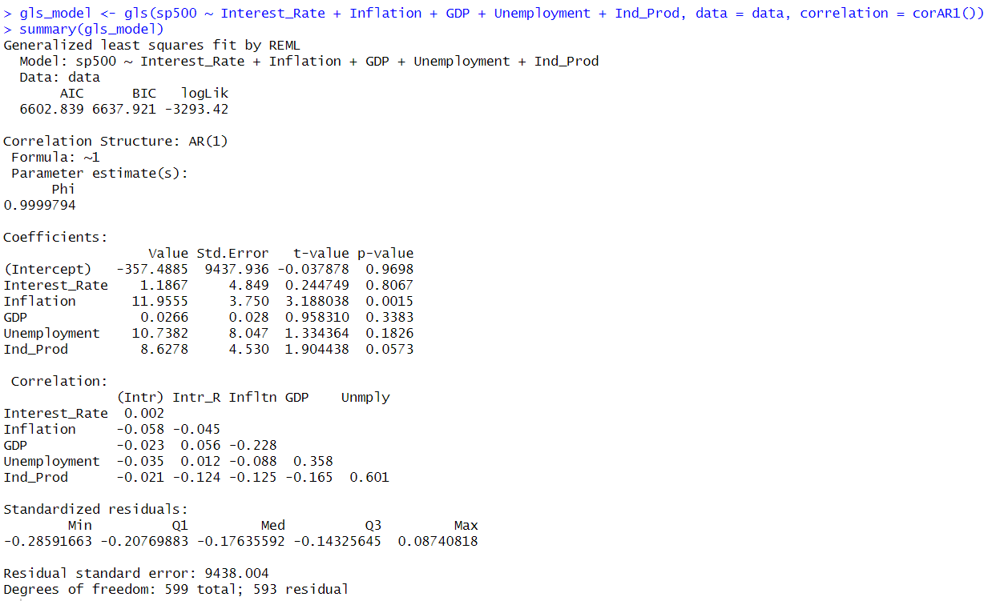 > gls_model <- gls(sp500 ~ Interest_Rate + Inflation + GDP + Unemployment + Ind_Prod, data = data, correlation = corAR1())
> summary(gls_model)
Generalized least squares fit by REML
  Model: sp500 ~ Interest_Rate + Inflation + GDP + Unemployment + Ind_Prod
  Data: data
       AIC      BIC   logLik
  6602.839 6637.921 -3293.42

Correlation Structure: AR(1)
 Formula: ~1
 Parameter estimate(s):
      Phi
0.9999794

Coefficients:
                  Value Std.Error   t-value p-value
(Intercept)   -357.4885  9437.936 -0.037878  0.9698
Interest_Rate    1.1867     4.849  0.244749  0.8067
Inflation       11.9555     3.750  3.188038  0.0015
GDP              0.0266     0.028  0.958310  0.3383
Unemployment    10.7382     8.047  1.334364  0.1826
Ind_Prod         8.6278     4.530  1.904438  0.0573

 Correlation:
              (Intr) Intr_R Infltn GDP    Unmply
Interest_Rate  0.002
Inflation     -0.058 -0.045
GDP           -0.023  0.056 -0.228
Unemployment  -0.035  0.012 -0.088  0.358
Ind_Prod      -0.021 -0.124 -0.125 -0.165  0.601

Standardized residuals:
        Min          Q1         Med          Q3         Max
-0.28591663 -0.20769883 -0.17635592 -0.14325645  0.08740818

Residual standard error: 9438.004
Degrees of freedom: 599 total; 593 residual